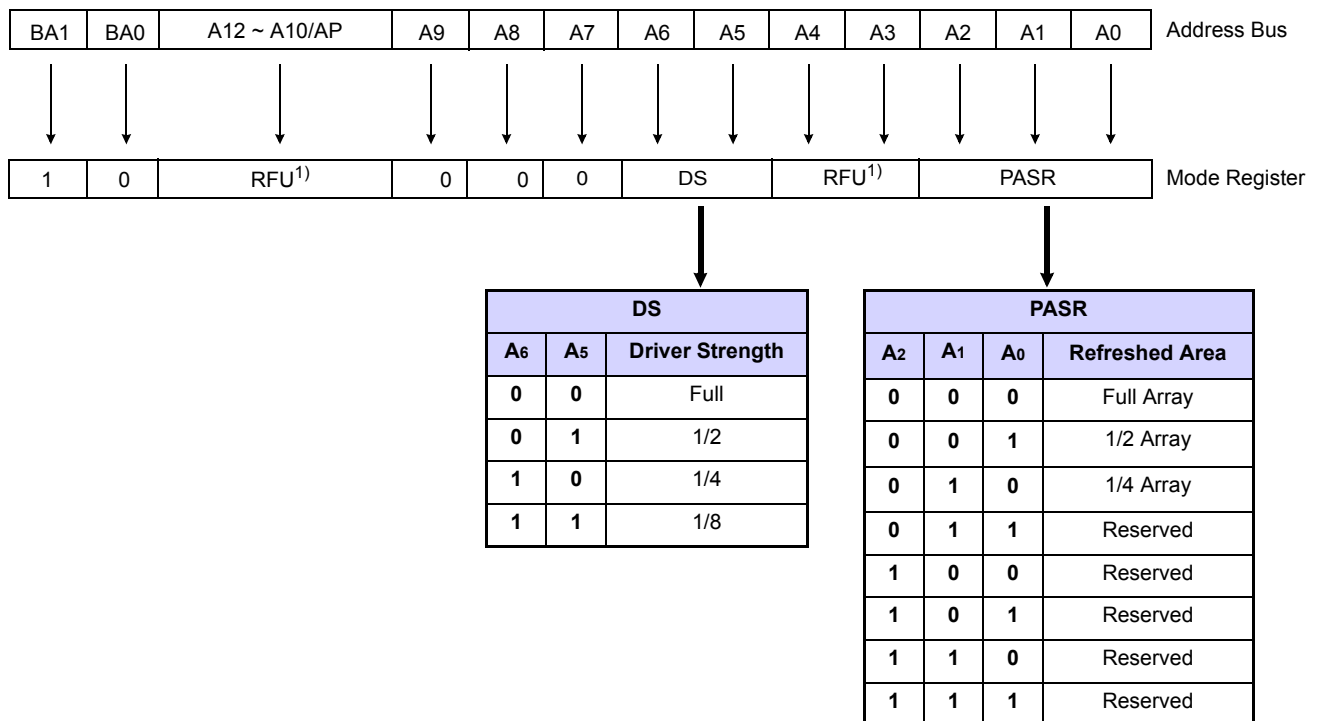 BA1 BA0 A12 ~ A10/AP A9 A8 A7 A6 A5 A4 A3 A2 A1 A0 Address Bus
1 0 RFU1) 0 0 0 DS RFU1) PASR Mode Register
DS
A6 A5 Driver Strength
0 0 Full
0 1 1/2
1 0 1/4
1 1 1/8
PASR
A2 A1 A0 Refreshed Area
0 0 0 Full Array
0 0 1 1/2 Array
0 1 0 1/4 Array
0 1 1 Reserved
1 0 0 Reserved
1 0 1 Reserved
1 1 0 Reserved
1 1 1 Reserved